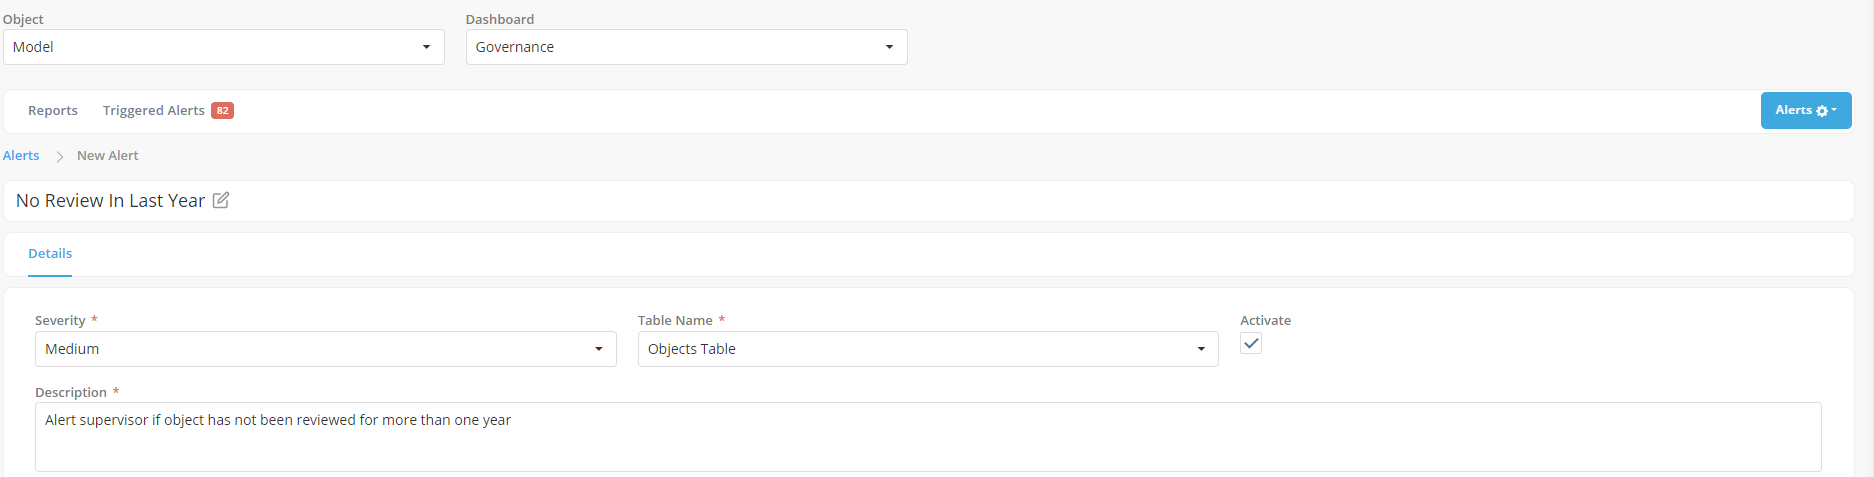 Object Dashboard
Model Governance
Reports Triggered Alerts 82 Alerts
Alerts New Alert
No Review In Last Year
Details
Severity * Table Name * Activate
Medium Objects Table
Description *
Alert supervisor if object has not been reviewed for more than one year